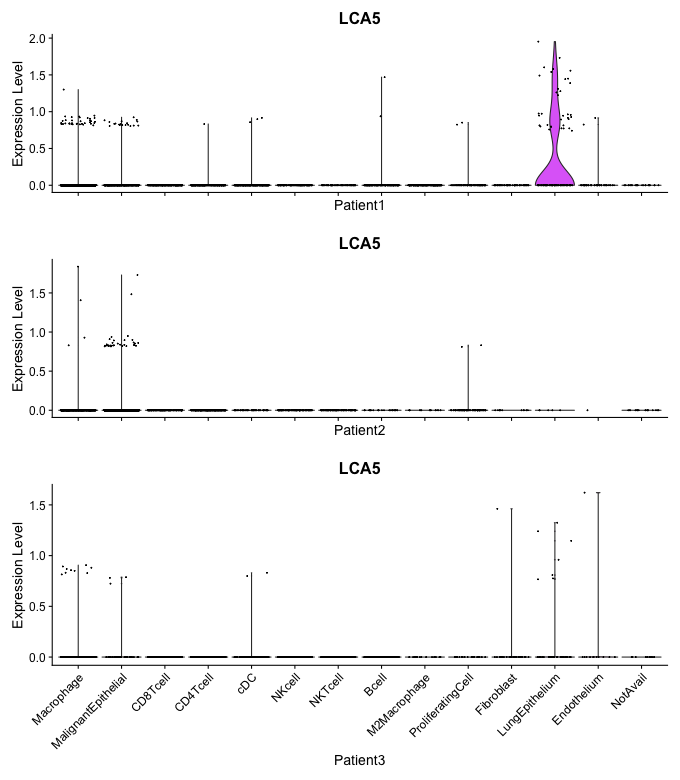 LCA5
Expression Level
2.0
1.5
1.0
0.5
0.0
Patient1
LCA5
Expression Level
1.5
1.0
0.5
0.0
Patient2
LCA5
Expression Level
1.5
1.0
0.5
0.0
Macrophage
MalignantEpithelial
CD8Tcell
CD4Tcell
cDC
NKcell
NKTcell
Bcell
M2Macrophage
ProliferatingCell
Fibroblast
LungEpithelium
Endothelium
NotAvail
Patient3